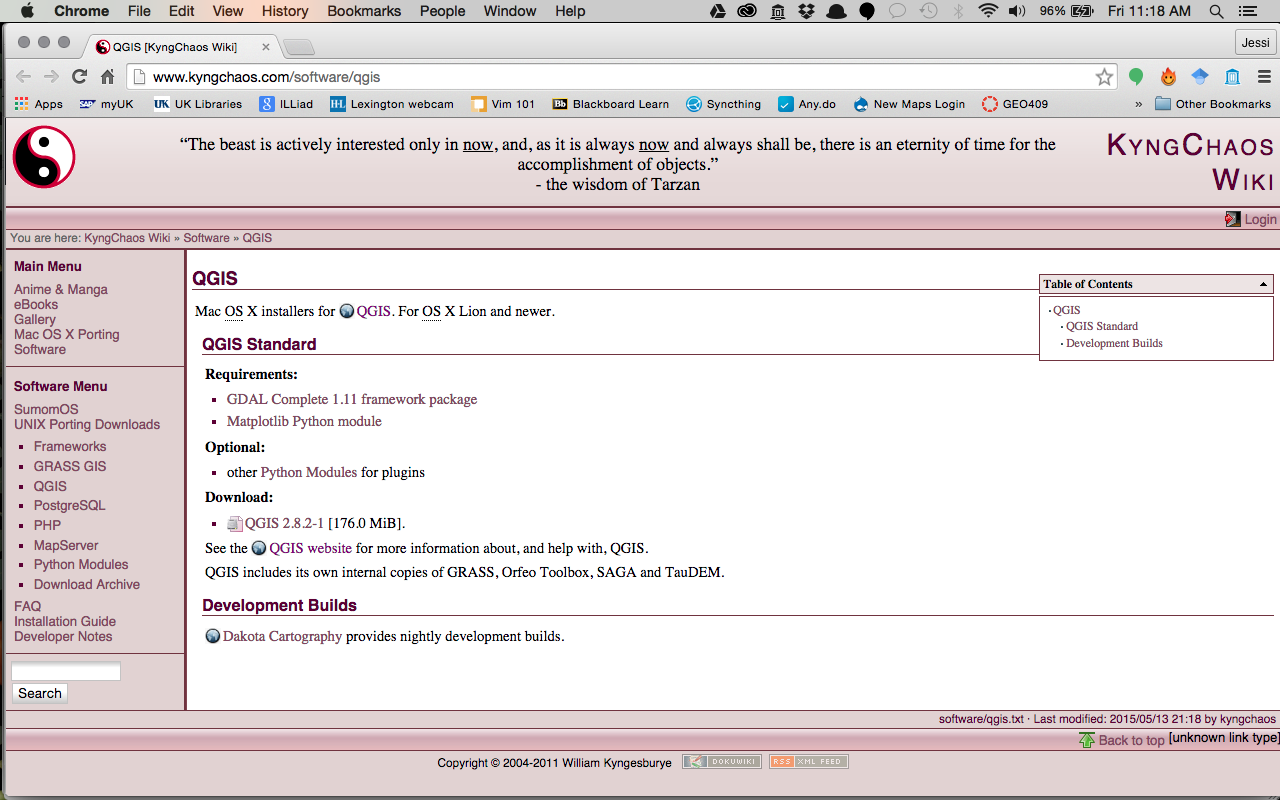 Chrome File Edit View History Bookmarks People Window Help 96% Fri 11:18 AM
QGIS [KyngChaos Wiki] Jessi
www.kyngchaos.com/software/qgis
Apps myUK UK Libraries ILLiad Lexington webcam Vim 101 Blackboard Learn Syncthing Any.do New Maps Login GEO409 » Other Bookmarks
“The beast is actively interested only in now, and, as it is always now and always shall be, there is an eternity of time for the
accomplishment of objects.”
- the wisdom of Tarzan
KyngChaos
Wiki
Login
You are here: KyngChaos Wiki » Software » QGIS
Main Menu
Anime & Manga
eBooks
Gallery
Mac OS X Porting
Software
Software Menu
SumomOS
UNIX Porting Downloads
Frameworks
GRASS GIS
QGIS
PostgreSQL
PHP
MapServer
Python Modules
Download Archive
FAQ
Installation Guide
Developer Notes
Search
QGIS
Mac OS X installers for QGIS. For OS X Lion and newer.
Table of Contents
QGIS
QGIS Standard
Development Builds
QGIS Standard
Requirements:
GDAL Complete 1.11 framework package
Matplotlib Python module
Optional:
other Python Modules for plugins
Download:
QGIS 2.8.2-1 [176.0 MiB].
See the QGIS website for more information about, and help with, QGIS.
QGIS includes its own internal copies of GRASS, Orfeo Toolbox, SAGA and TauDEM.
Development Builds
Dakota Cartography provides nightly development builds.
software/qgis.txt · Last modified: 2015/05/13 21:18 by kyngchaos
Back to top [unknown link type]
Copyright © 2004-2011 William Kyngesburye DOKUWIKI RSS XML FEED